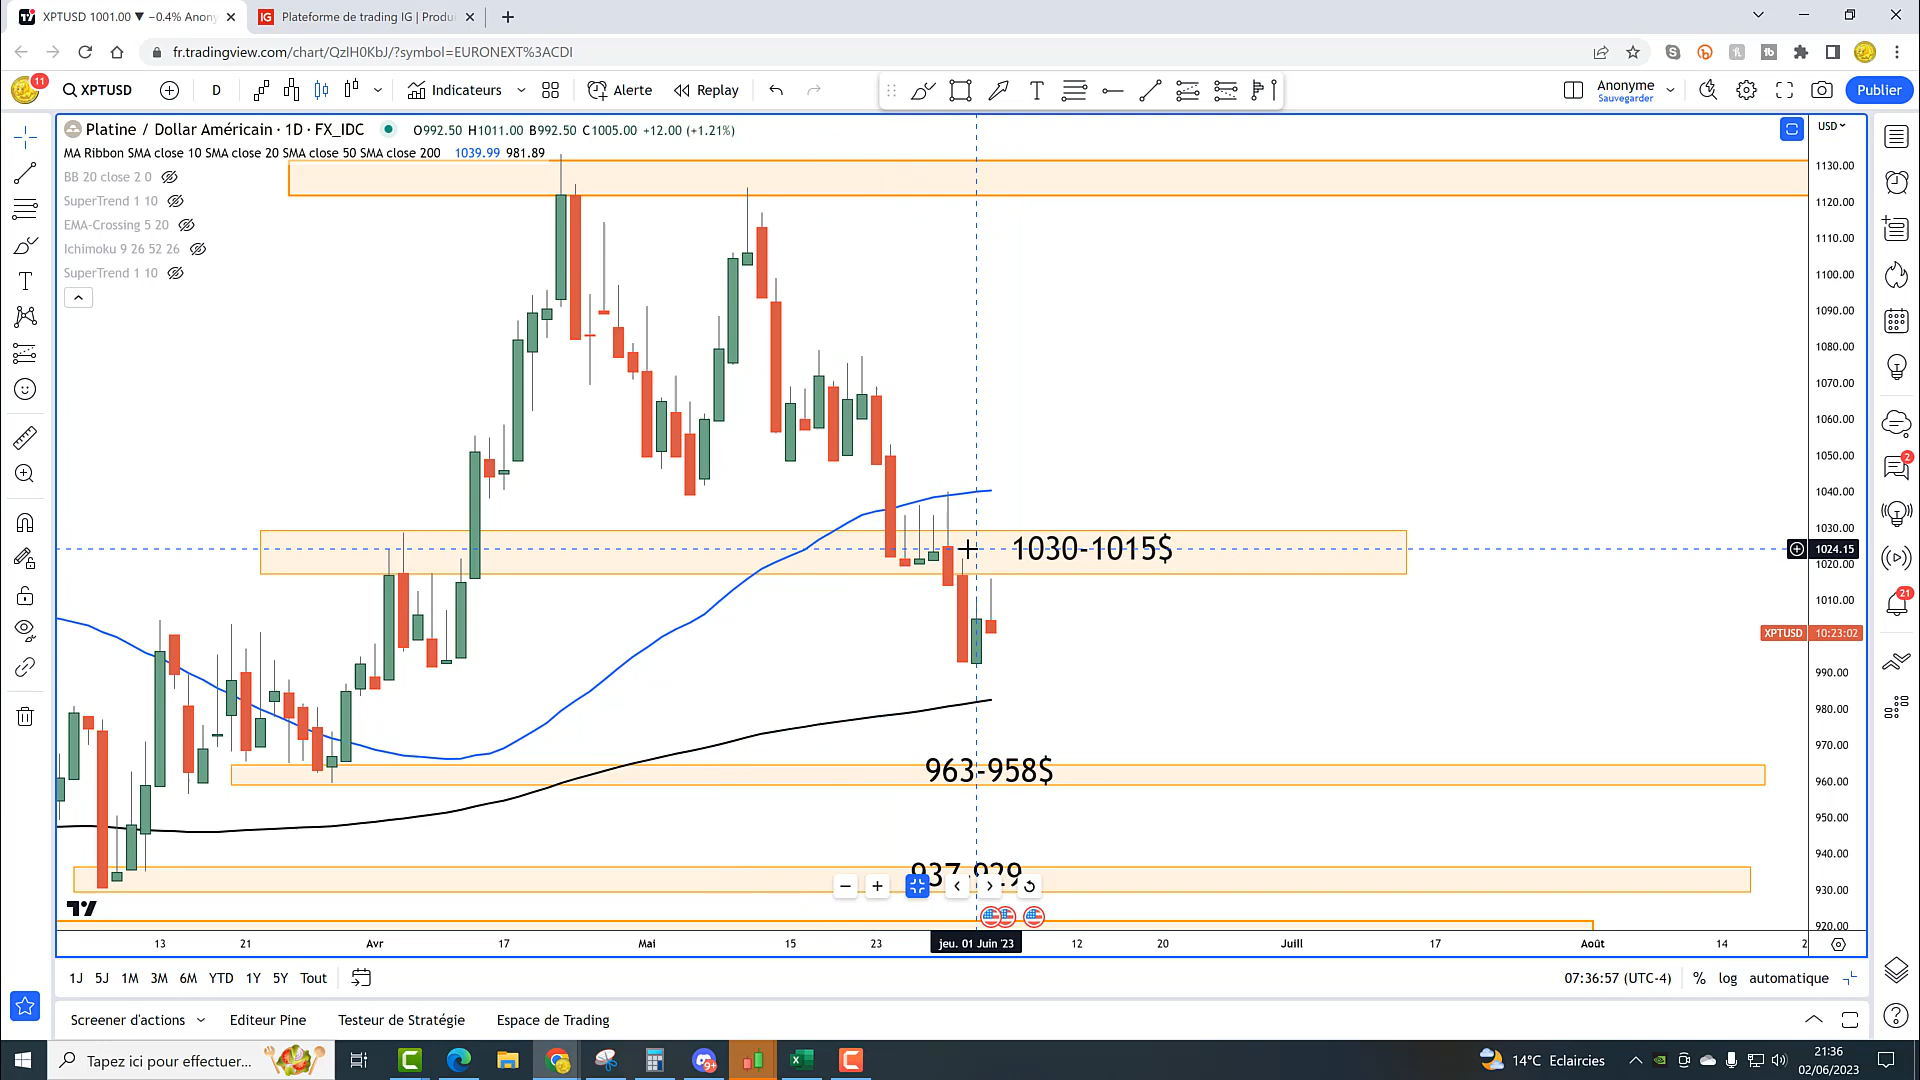 XPTUSD 1001.00 ▼ −0.4% Anony
Plateforme de trading IG | Produ
fr.tradingview.com/chart/QzlH0KbJ/?symbol=EURONEXT%3ACDI
11
XPTUSD
D
Indicateurs
Alerte
Replay
Anonyme
Sauvegarder
Publier
Platine / Dollar Américain · 1D · FX_IDC
O992.50 H1011.00 B992.50 C1005.00 +12.00 (+1.21%)
USD
MA Ribbon SMA close 10 SMA close 20 SMA close 50 SMA close 200 1039.99 981.89
BB 20 close 2 0
SuperTrend 1 10
EMA-Crossing 5 20
Ichimoku 9 26 52 26
SuperTrend 1 10
1130.00
1120.00
1110.00
1100.00
1090.00
1080.00
1070.00
1060.00
1050.00
1040.00
1030.00
1024.15
1020.00
1010.00
XPTUSD 10:23:02
990.00
980.00
970.00
960.00
950.00
940.00
930.00
920.00
1030-1015$
963-958$
937-929
2
21
13 21 Avr 17 Mai 15 23 jeu. 01 Juin '23 12 20 Juill 17 Août 14 2
1J 5J 1M 3M 6M YTD 1Y 5Y Tout
07:36:57 (UTC-4) % log automatique
Screener d'actions Editeur Pine Testeur de Stratégie Espace de Trading
Tapez ici pour effectuer...
9+
14°C Eclaircies
21:36
02/06/2023